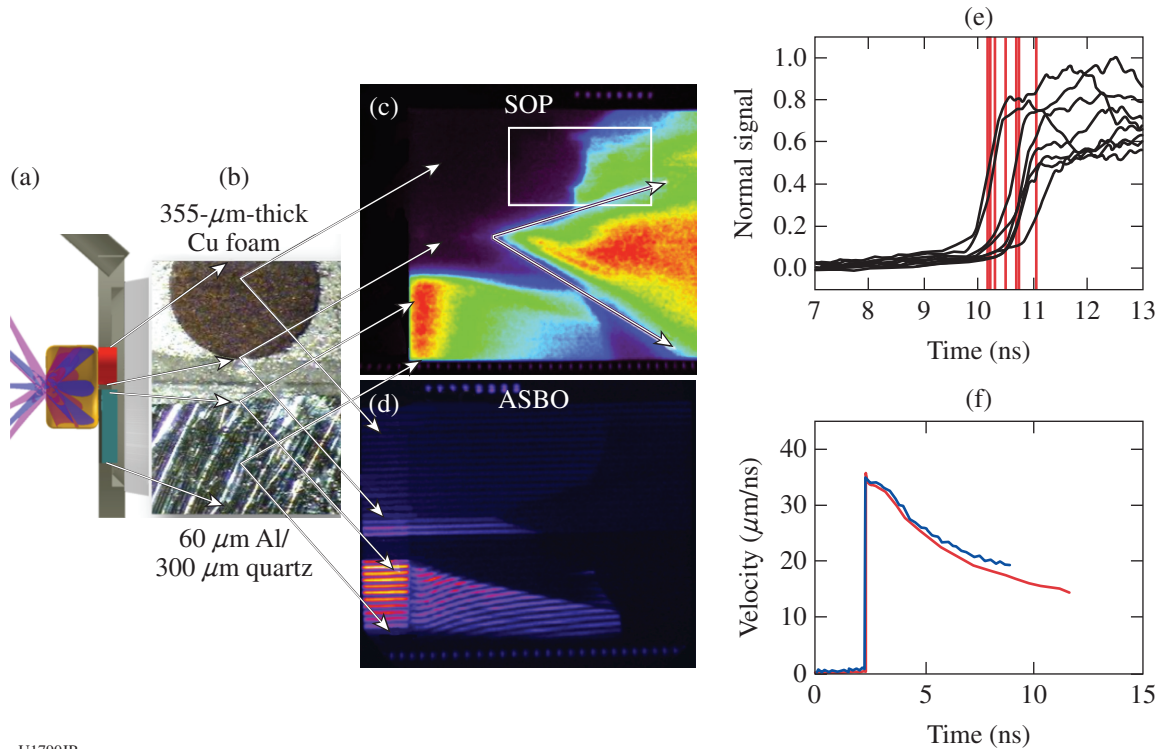 (a)
(b)
355-μm-thick
Cu foam
60 μm Al/
300 μm quartz
(c)
SOP
(d)
ASBO
(e)
Normal signal
1.0
0.8
0.6
0.4
0.2
0.0
7 8 9 10 11 12 13
Time (ns)
(f)
Velocity (μm/ns)
40
30
20
10
0
0 5 10 15
Time (ns)